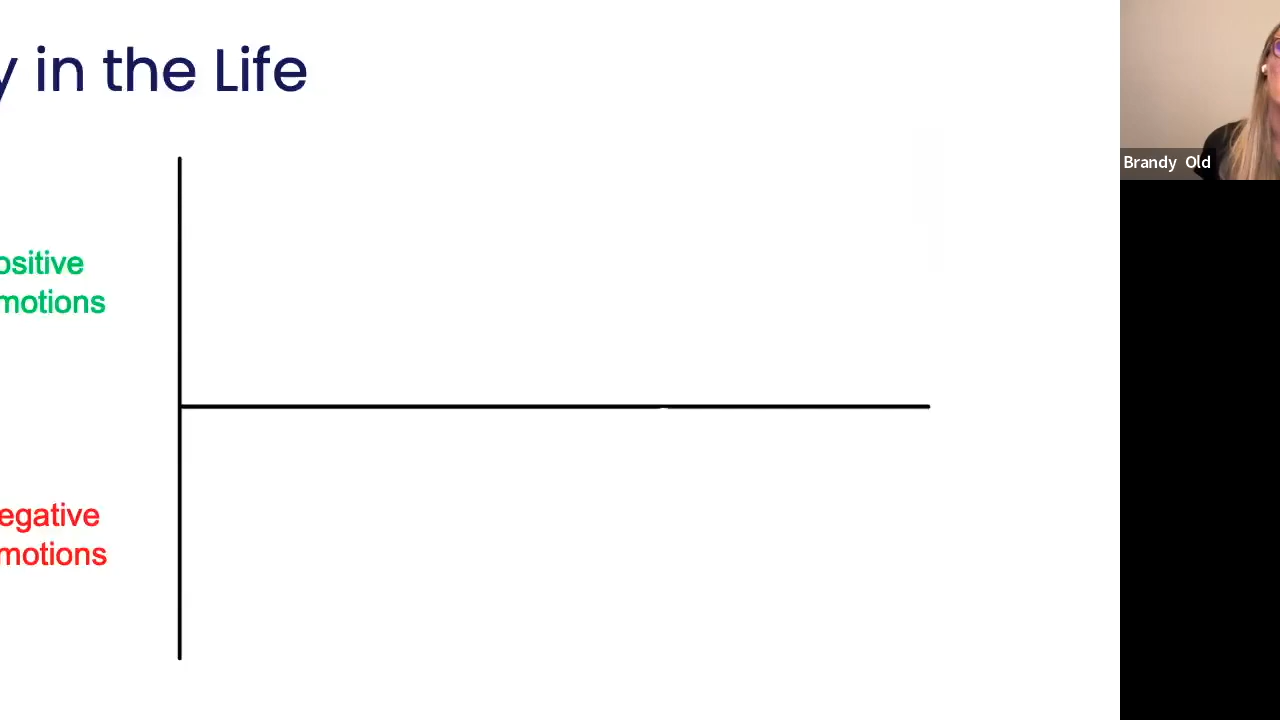 y in the Life
ositive
motions
egative
motions
Brandy Old